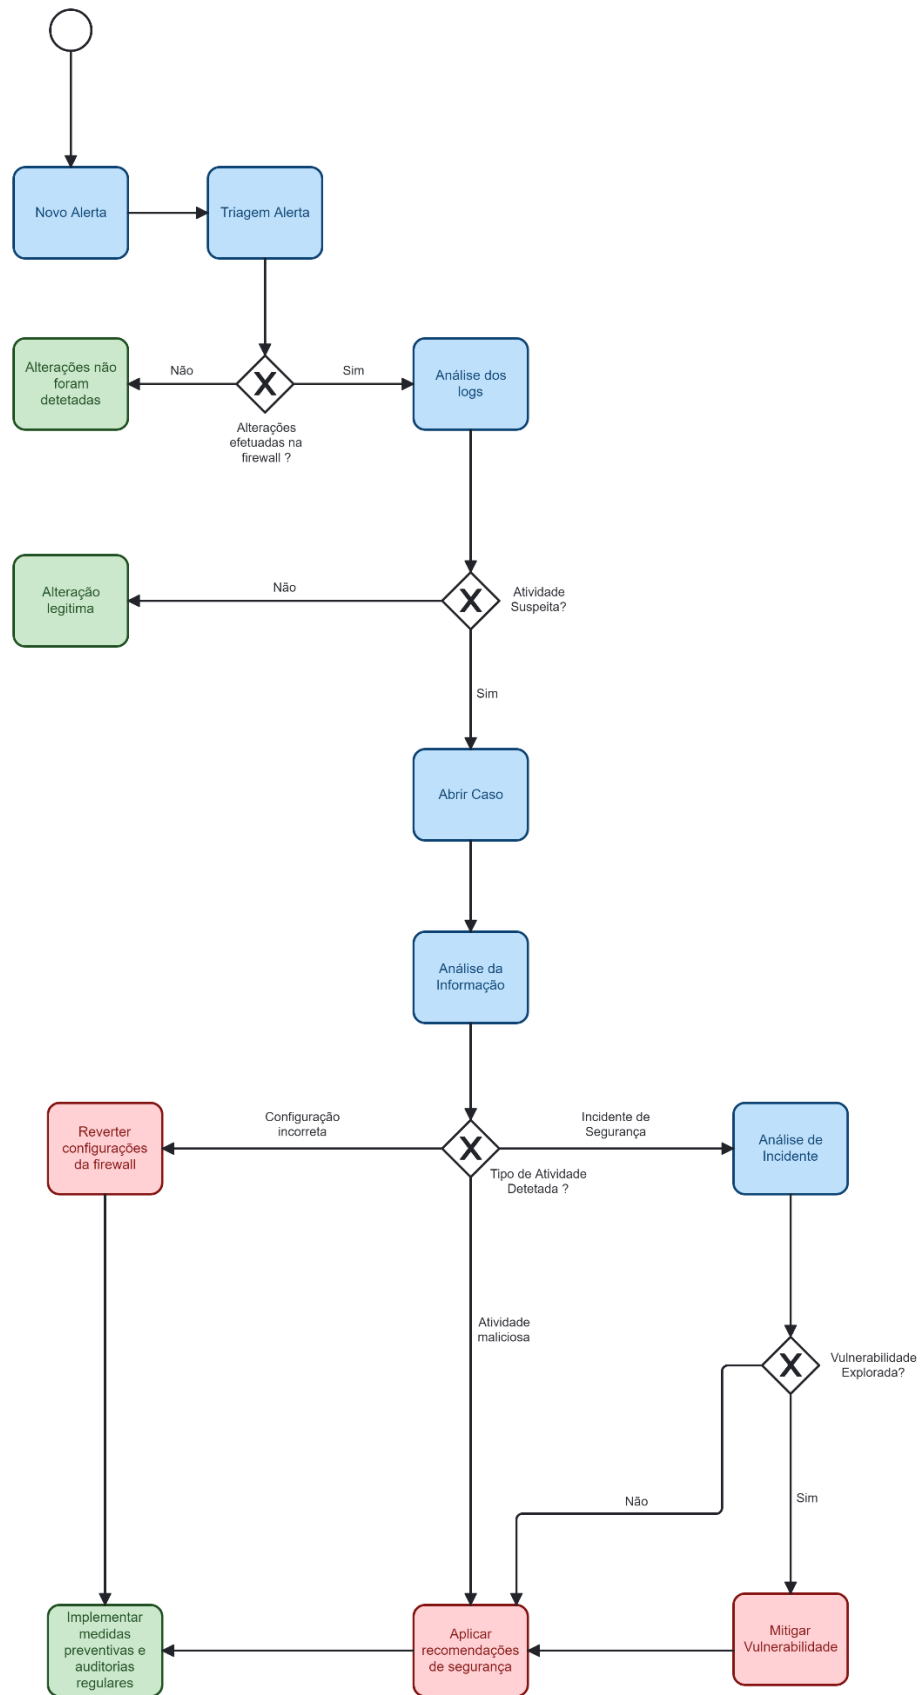 Novo Alerta
Triagem Alerta
Alterações não
foram
detetadas
Não
Sim
Análise dos
logs
Alterações
efetuadas na
firewall ?
Alteração
legitima
Não
Atividade
Suspeita?
Sim
Abrir Caso
Análise da
Informação
Reverter
configurações
da firewall
Configuração
incorreta
Incidente de
Segurança
Tipo de Atividade
Detetada ?
Análise de
Incidente
Atividade
maliciosa
Vulnerabilidade
Explorada?
Não
Sim
Implementar
medidas
preventivas e
auditorias
regulares
Aplicar
recomendações
de segurança
Mitigar
Vulnerabilidade